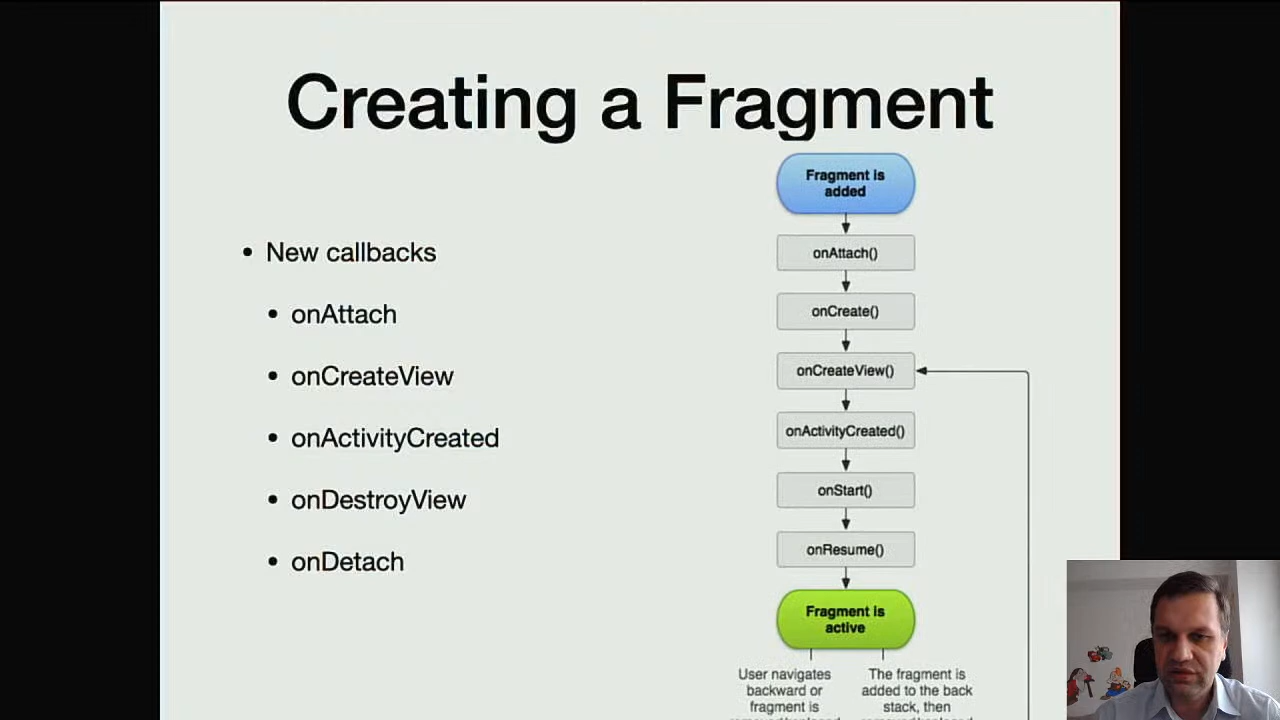 Creating a Fragment
• New callbacks
• onAttach
• onCreateView
• onActivityCreated
• onDestroyView
• onDetach
Fragment is
added
onAttach()
onCreate()
onCreateView()
onActivityCreated()
onStart()
onResume()
Fragment is
active
User navigates
backward or
fragment is
The fragment is
added to the back
stack, then